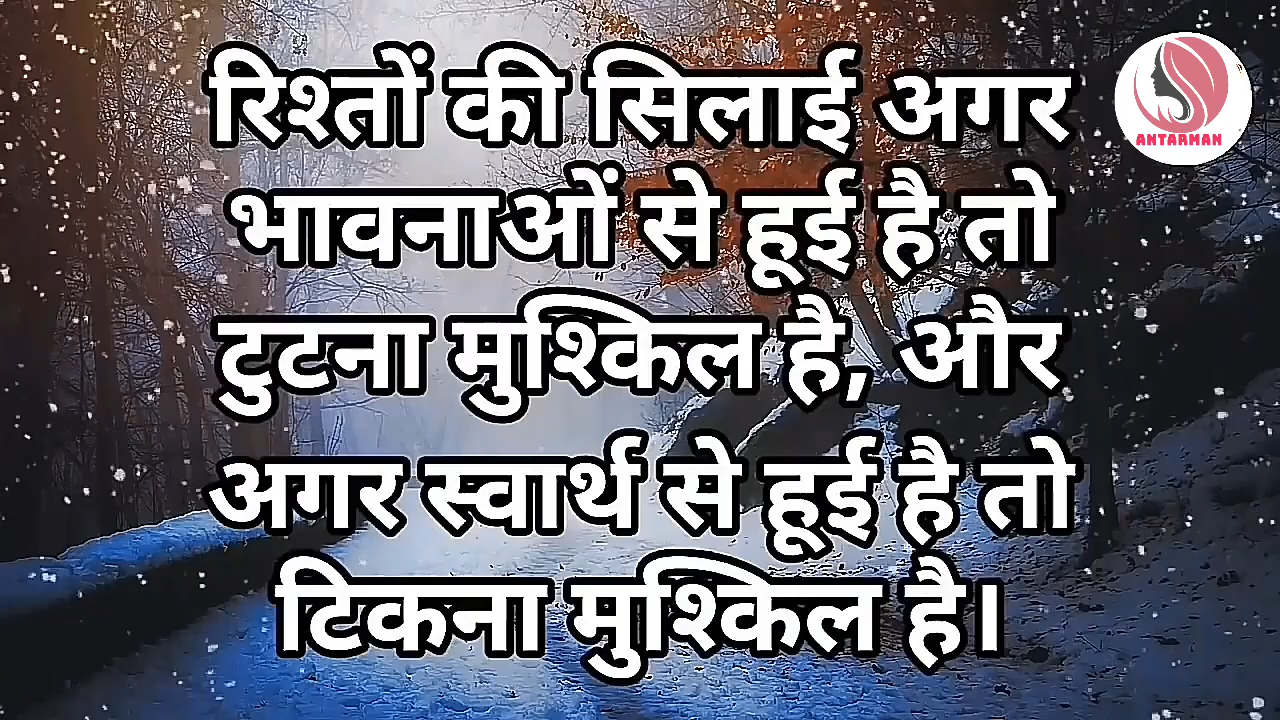 रिश्तों की सिलाई अगर
भावनाओं से हूई है तो
टुटना मुश्किल है, और
अगर स्वार्थ से हूई है तो
टिकना मुश्किल है।
ANTARMAN